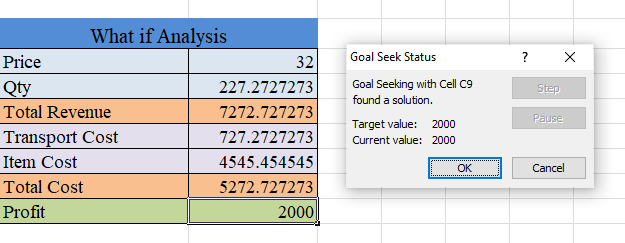 What if Analysis
Price 32
Qty 227.2727273
Total Revenue 7272.727273
Transport Cost 727.2727273
Item Cost 4545.454545
Total Cost 5272.727273
Profit 2000
Goal Seek Status ? X
Goal Seeking with Cell C9
found a solution.
Step
Pause
Target value: 2000
Current value: 2000
OK Cancel